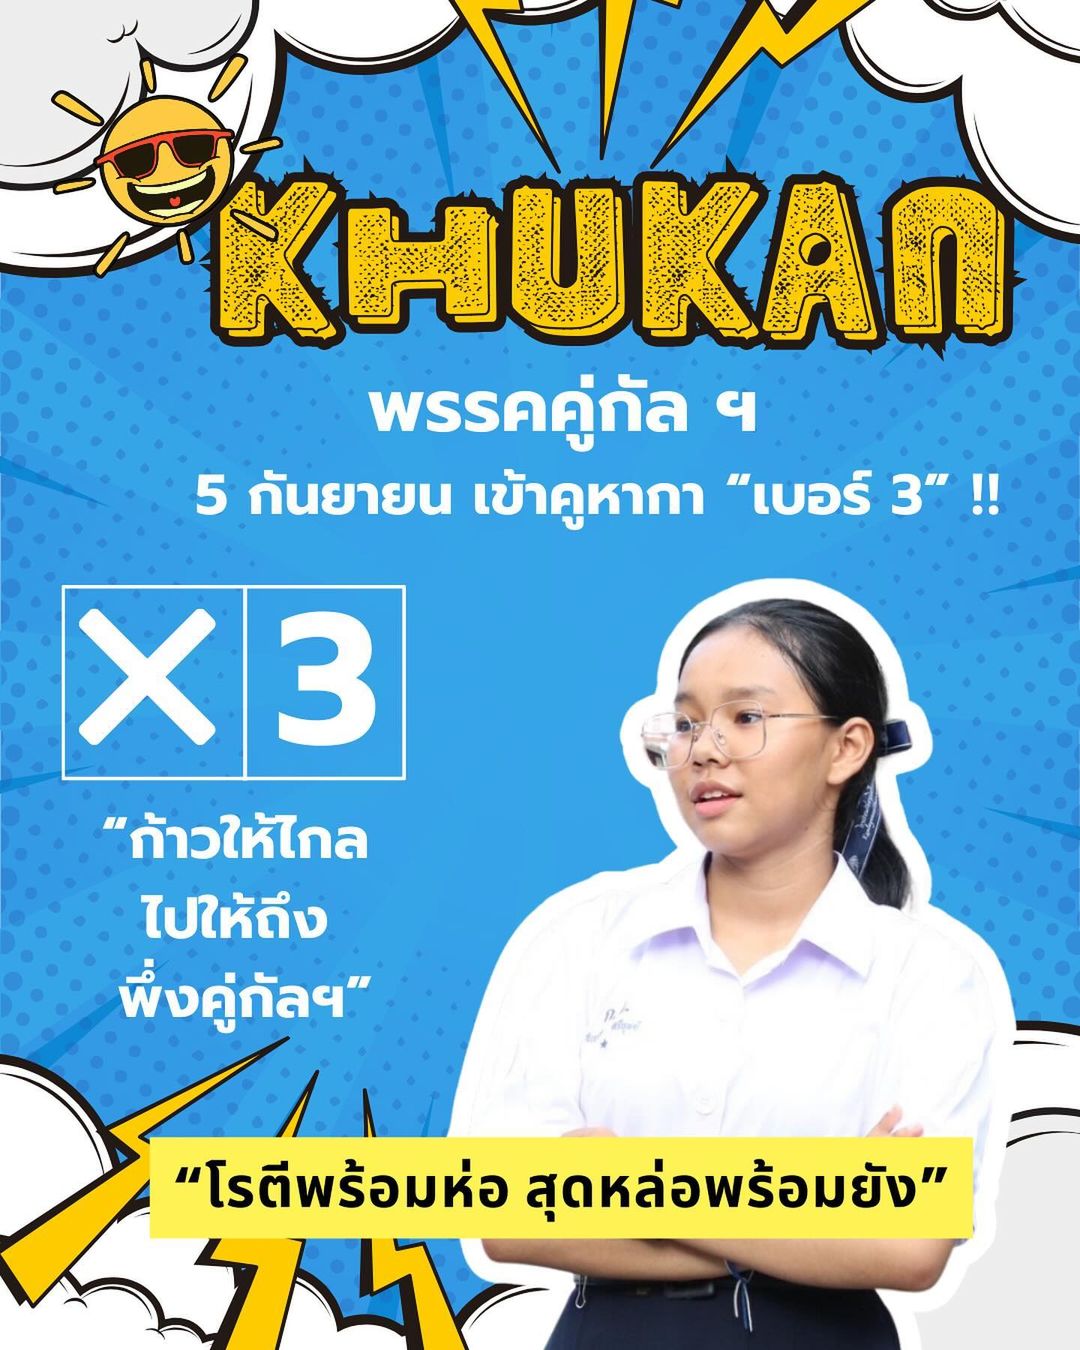 KHUKAN
พรรคคู่กัล ฯ
5 กันยายน เข้าคูหากา “เบอร์ 3” !!
X 3
“ก้าวให้ไกล
ไปให้ถึง
พึ่งคู่กัลฯ”
“โรตีพร้อมห่อ สุดหล่อพร้อมยัง”